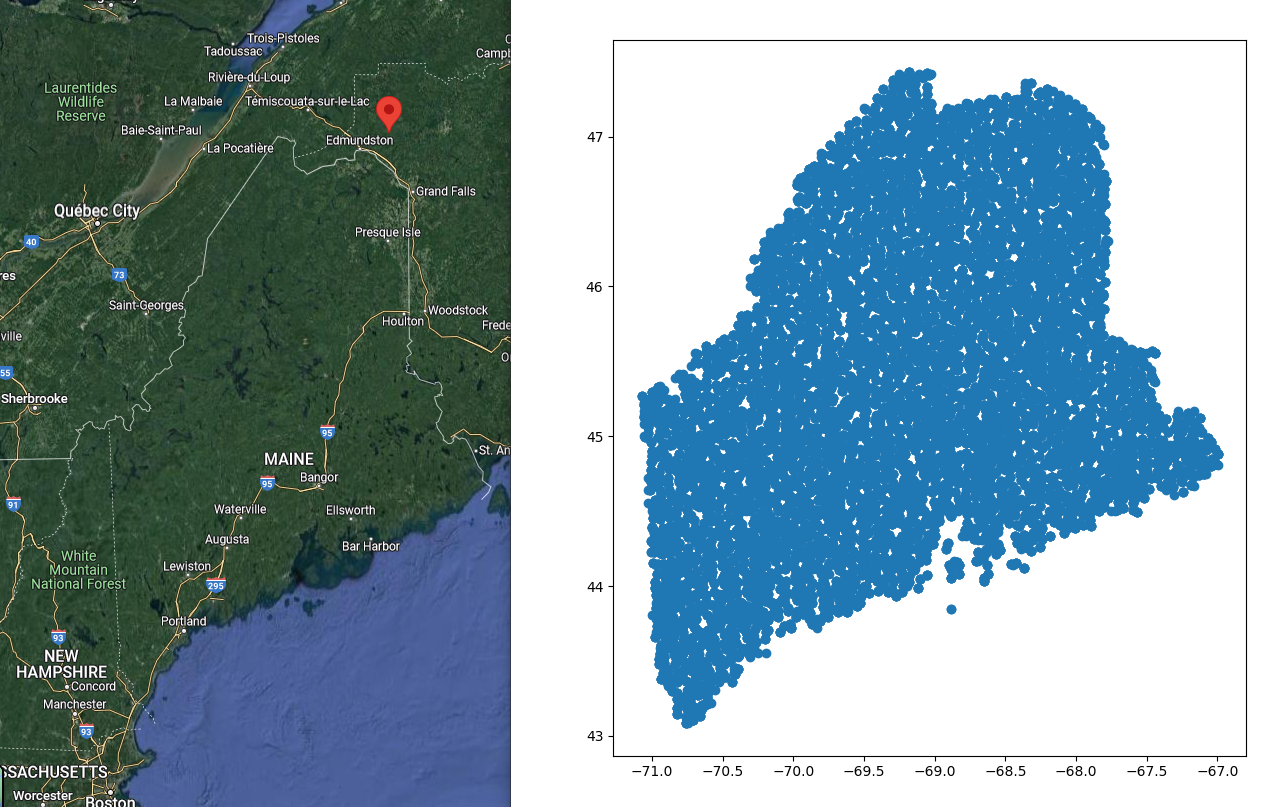 Trois-Pistoles
Tadoussac
Campb
Rivière-du-Loup
Laurentides
Wildlife
Reserve
La Malbaie
Témiscouata-sur-le-Lac
Baie-Saint-Paul
Edmundston
La Pocatière
Grand Falls
Québec City
Presque Isle
40
73
res
Saint-Georges
Woodstock
Houlton
Frede
ville
55
Sherbrooke
95
MAINE
St. An
Bangor
95
91
Waterville
Ellsworth
Augusta
Bar Harbor
White
Mountain
National Forest
Lewiston
295
Portland
93
NEW
HAMPSHIRE
Concord
Manchester
93
SSACHUSETTS
Worcester
Boston
47
46
45
44
43
−71.0 −70.5 −70.0 −69.5 −69.0 −68.5 −68.0 −67.5 −67.0